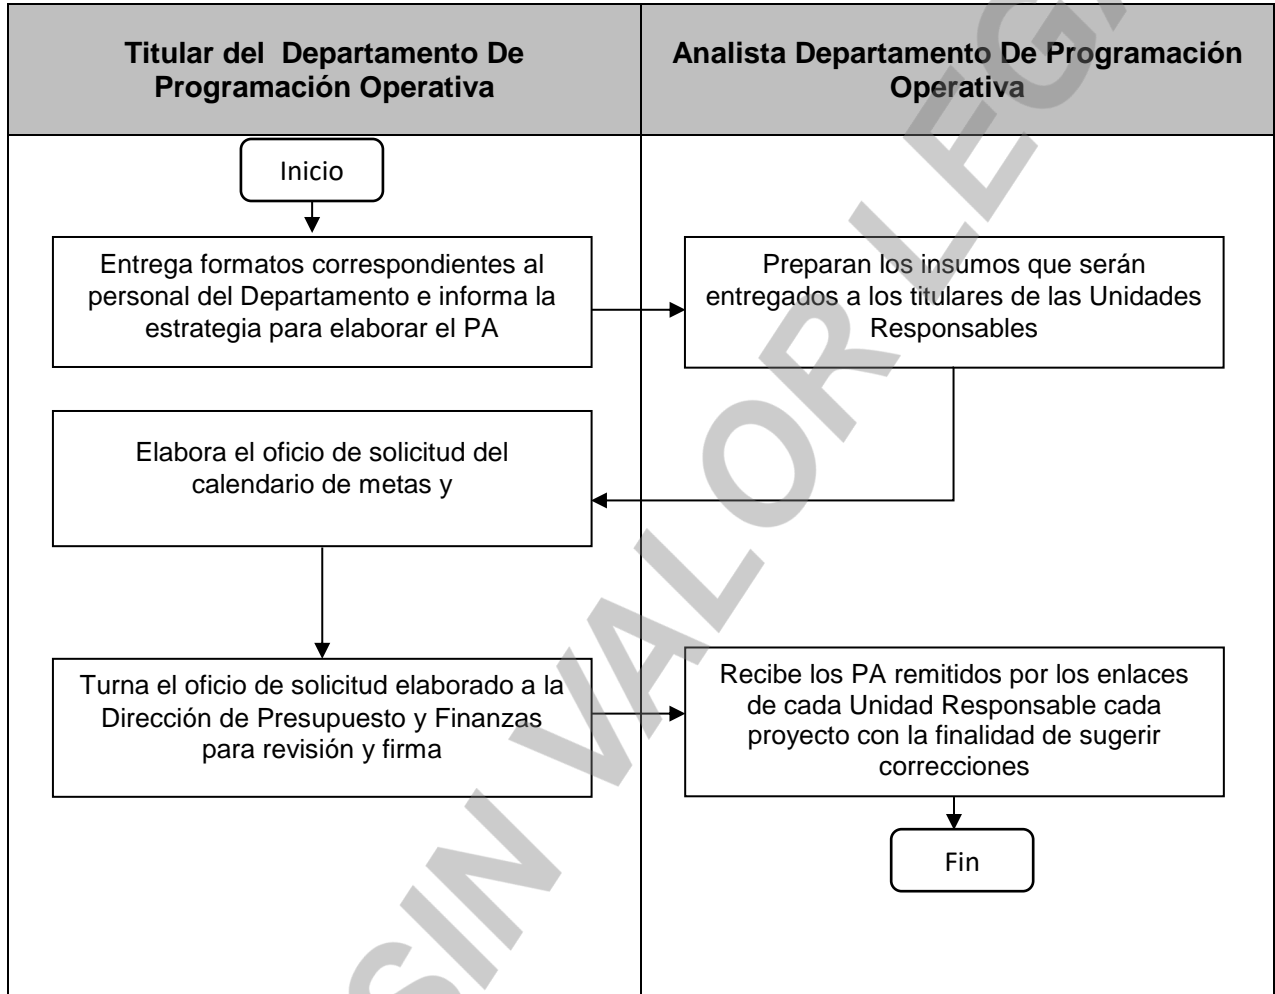 Titular del Departamento De
Programación Operativa
Analista Departamento De Programación
Operativa
Inicio
Entrega formatos correspondientes al
personal del Departamento e informa la
estrategia para elaborar el PA
Preparan los insumos que serán
entregados a los titulares de las Unidades
Responsables
Elabora el oficio de solicitud del
calendario de metas y
Turna el oficio de solicitud elaborado a la
Dirección de Presupuesto y Finanzas
para revisión y firma
Recibe los PA remitidos por los enlaces
de cada Unidad Responsable cada
proyecto con la finalidad de sugerir
correcciones
Fin
SIN VALOR LEGA